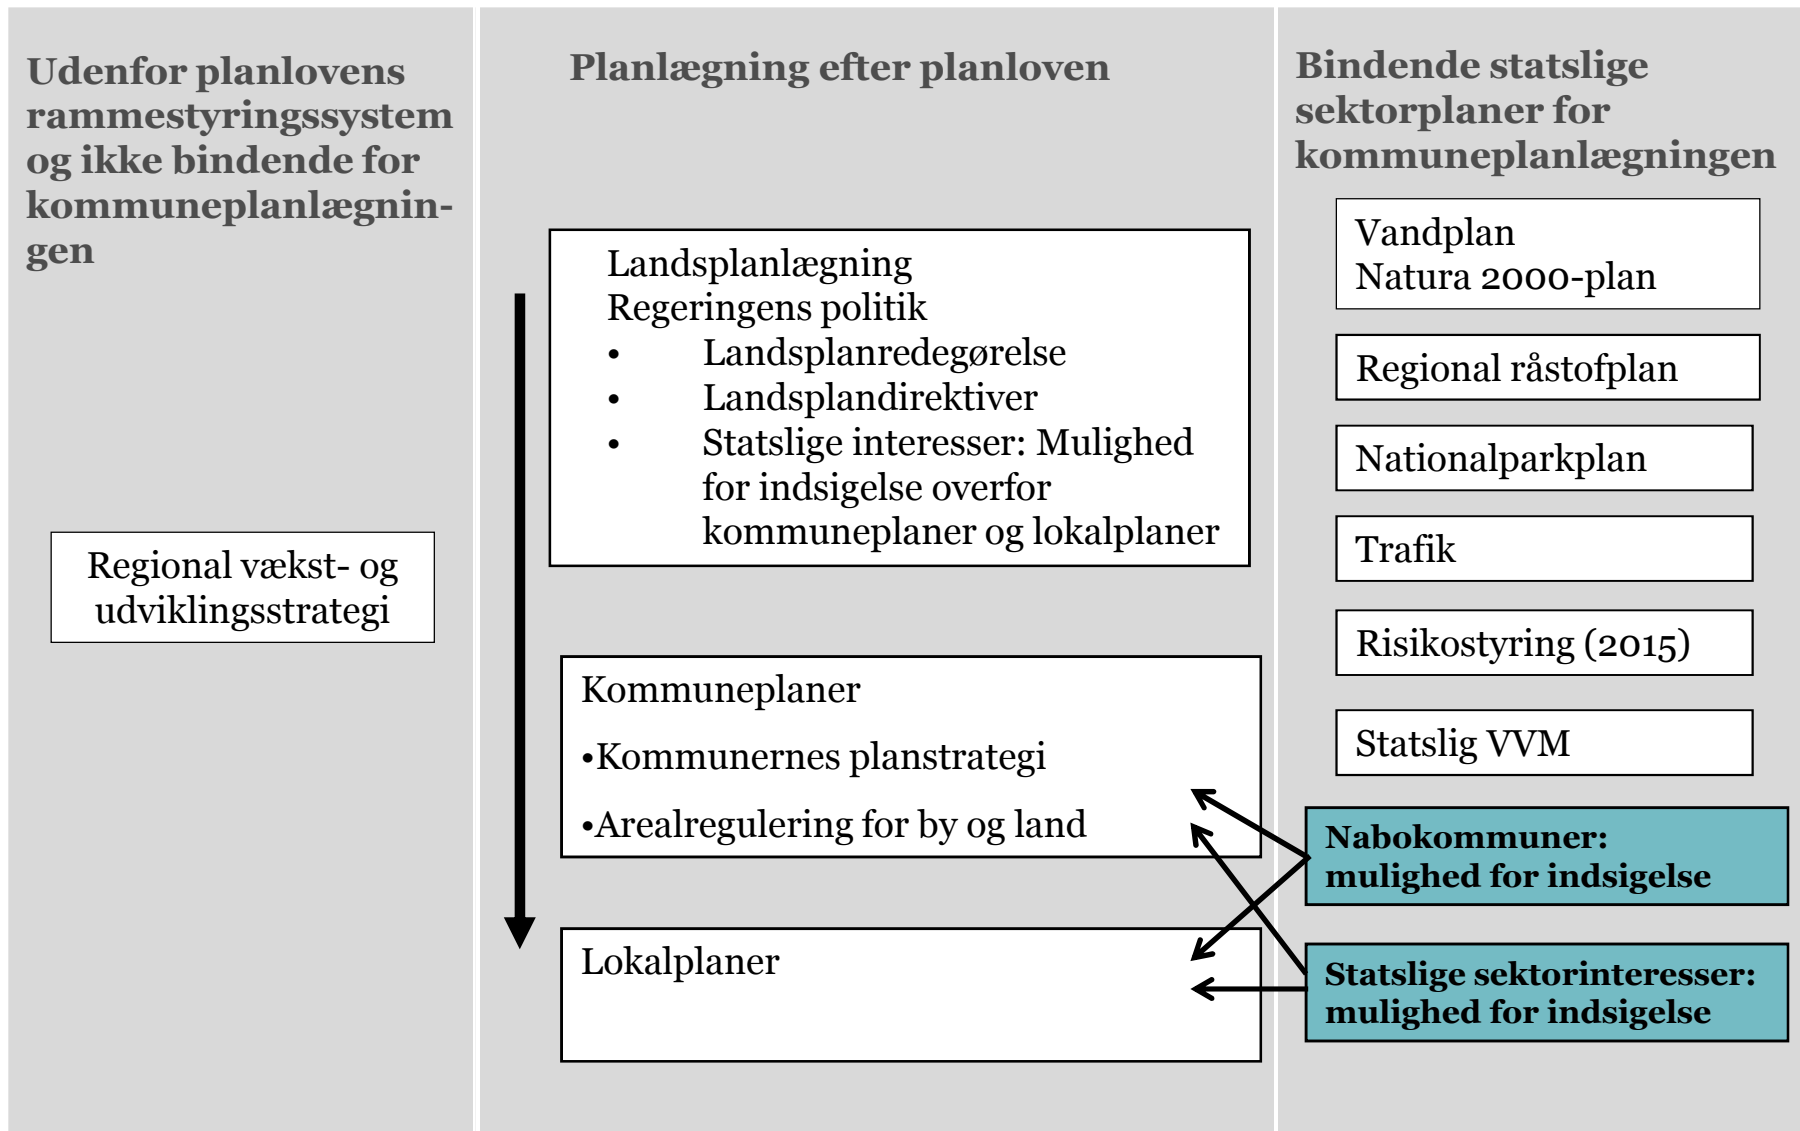 Udenfor planlovens
rammestyringssystem
og ikke bindende for
kommuneplanlægnin-
gen
Regional vækst- og
udviklingsstrategi
Planlægning efter planloven
Landsplanlægning
Regeringens politik
• Landsplanredegørelse
• Landsplandirektiver
• Statslige interesser: Mulighed
for indsigelse overfor
kommuneplaner og lokalplaner
Kommuneplaner
•Kommunernes planstrategi
•Arealregulering for by og land
Lokalplaner
Bindende statslige
sektorplaner for
kommuneplanlægningen
Vandplan
Natura 2000-plan
Regional råstofplan
Nationalparkplan
Trafik
Risikostyring (2015)
Statslig VVM
Nabokommuner:
mulighed for indsigelse
Statslige sektorinteresser:
mulighed for indsigelse